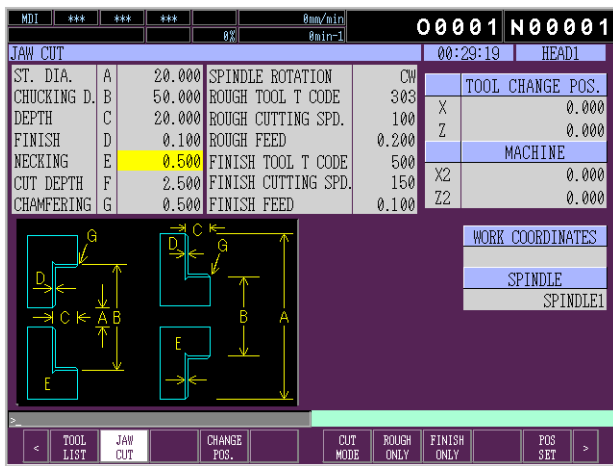 MDI *** *** *** 0mm/min
0% 0min-1
O0001 N00001
JAW CUT 00:29:19 HEAD1
ST. DIA. A 20.000 SPINDLE ROTATION CW
CHUCKING D. B 50.000 ROUGH TOOL T CODE 303
DEPTH C 20.000 ROUGH CUTTING SPD. 100
FINISH D 0.100 ROUGH FEED 0.200
NECKING E 0.500 FINISH TOOL T CODE 500
CUT DEPTH F 2.500 FINISH CUTTING SPD. 150
CHAMFERING G 0.500 FINISH FEED 0.100
TOOL CHANGE POS.
X 0.000
Z 0.000
MACHINE
X2 0.000
Z2 0.000
WORK COORDINATES
SPINDLE
SPINDLE1
G
D
C A B
E
C
D G
B A
E
>_
< TOOL LIST
JAW CUT
CHANGE POS.
CUT MODE
ROUGH ONLY
FINISH ONLY
POS SET >